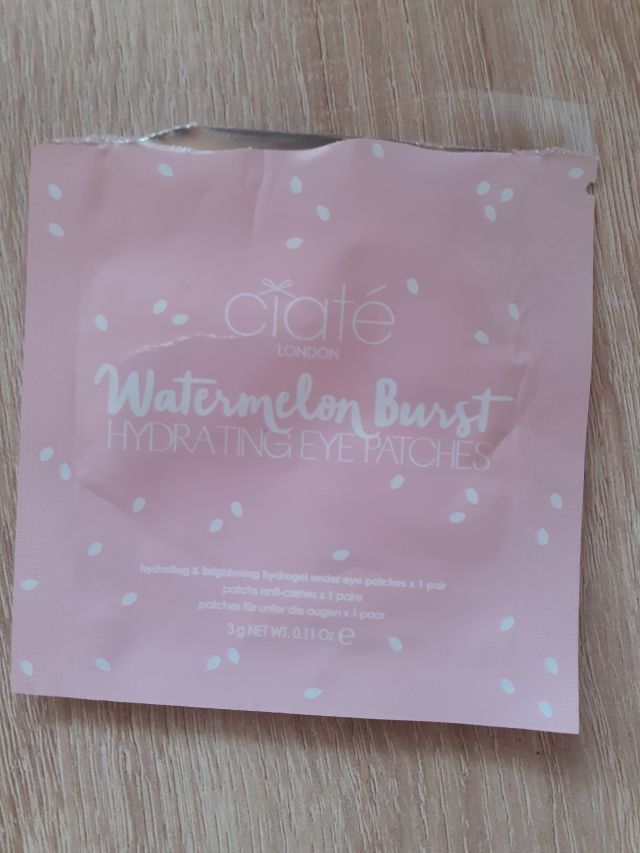 ciaté
LONDON
Watermelon Burst
HYDRATING EYE PATCHES
hydrating & brightening hydrogel under eye patches x 1 pair
patchs anti-cernes x 1 paire
patches für unter die augen x 1 paar
3 g NET WT. 0.11 Oz ℮